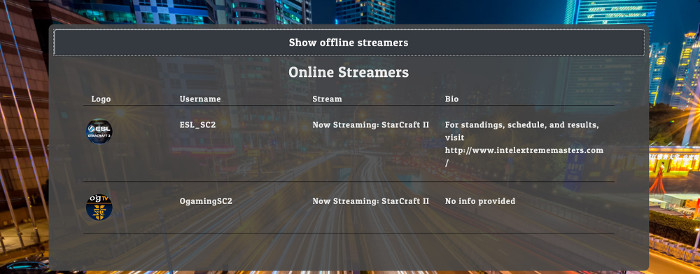 Show offline streamers
Online Streamers
Logo Username Stream Bio
ESL_SC2 Now Streaming: StarCraft II For standings, schedule, and results,
visit
http://www.intelextrememasters.com
/
ESL
OgamingSC2 Now Streaming: StarCraft II No info provided